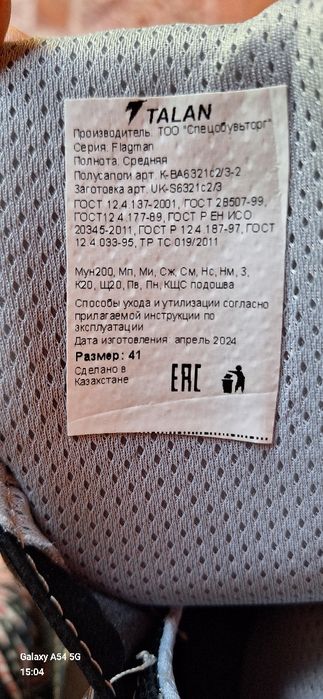 TALAN
Производитель: ТОО "Спецобувьторг"
Серия: Flagman
Полнота: Средняя
Полусапоги арт. К-ВА6321с2/3-2
Заготовка арт. UK-S6321c2/3
ГОСТ 12.4.137-2001, ГОСТ 28507-99,
ГОСТ12.4.177-89, ГОСТ Р ЕН ИСО
20345-2011, ГОСТ Р 12.4.187-97, ГОСТ
12.4.033-95, ТР ТС 019/2011
Мун200, Мп, Ми, Сж, См, Нс, Нм, З,
К20, Щ20, Пв, Пн, КЩС подошва
Способы ухода и утилизации согласно
прилагаемой инструкции по
эксплуатации
Дата изготовления: апрель 2024
Размер: 41
Сделано в
Казахстане
EAC
Galaxy A54 5G
15:04